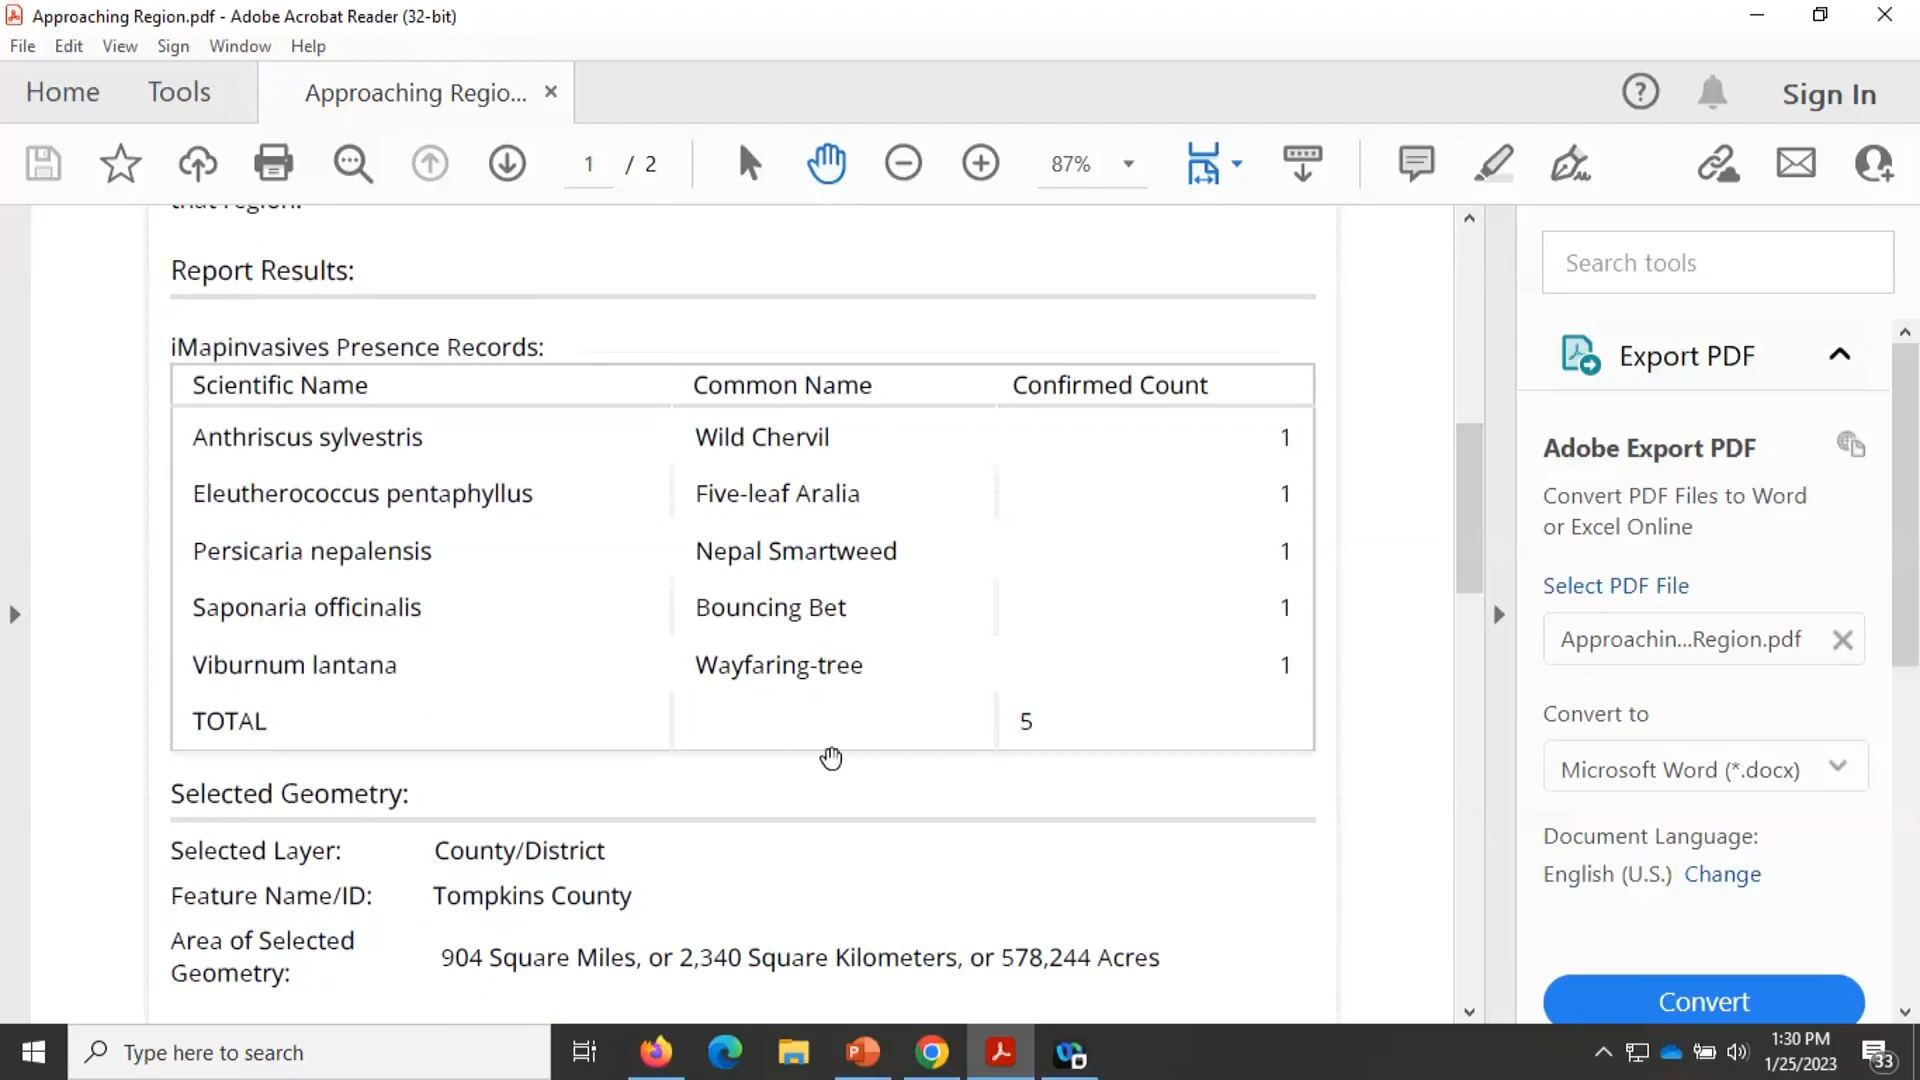 Approaching Region.pdf - Adobe Acrobat Reader (32-bit)
File Edit View Sign Window Help
Home Tools Approaching Regio... Sign In
1 / 2 87%
that region.
Report Results:
iMapinvasives Presence Records:
Scientific Name Common Name Confirmed Count
Anthriscus sylvestris Wild Chervil 1
Eleutherococcus pentaphyllus Five-leaf Aralia 1
Persicaria nepalensis Nepal Smartweed 1
Saponaria officinalis Bouncing Bet 1
Viburnum lantana Wayfaring-tree 1
TOTAL 5
Selected Geometry:
Selected Layer: County/District
Feature Name/ID: Tompkins County
Area of Selected
Geometry: 904 Square Miles, or 2,340 Square Kilometers, or 578,244 Acres
Search tools
Export PDF
Adobe Export PDF
Convert PDF Files to Word
or Excel Online
Select PDF File
Approachin...Region.pdf
Convert to
Microsoft Word (*.docx)
Document Language:
English (U.S.) Change
Convert
Type here to search
1:30 PM
1/25/2023
33